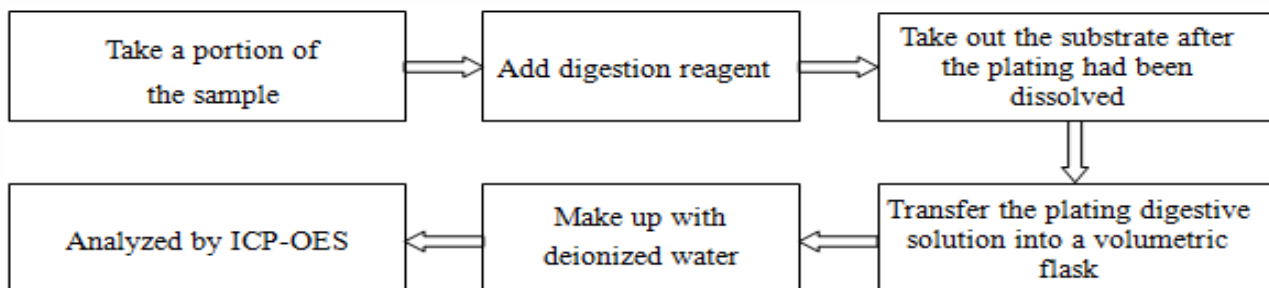 Take a portion of
the sample
Add digestion reagent
Take out the substrate after
the plating had been
dissolved
Transfer the plating digestive
solution into a volumetric
flask
Make up with
deionized water
Analyzed by ICP-OES